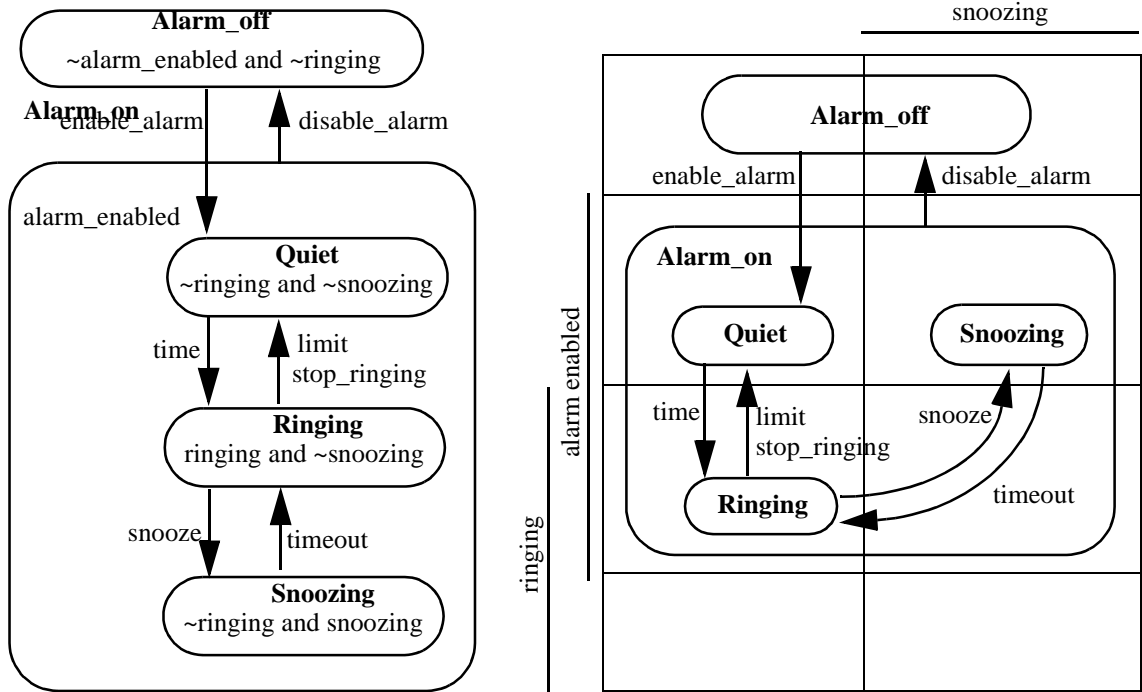 Alarm_off
~alarm_enabled and ~ringing
Alarm_on
enable_alarm
disable_alarm
alarm_enabled
Quiet
~ringing and ~snoozing
time
limit
stop_ringing
Ringing
ringing and ~snoozing
snooze
timeout
Snoozing
~ringing and snoozing
snoozing
Alarm_off
enable_alarm
disable_alarm
alarm enabled
Alarm_on
Quiet
Snoozing
time
limit
stop_ringing
snooze
Ringing
timeout
ringing